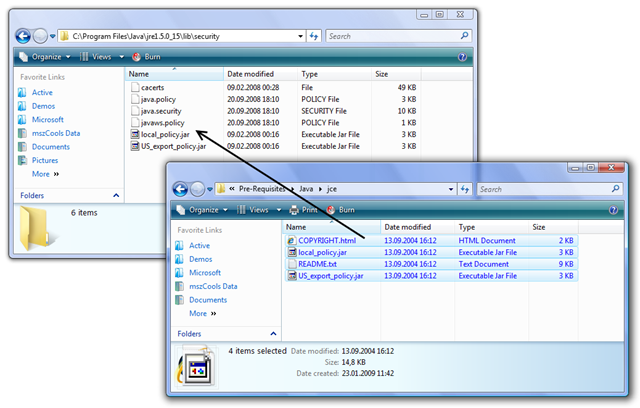 C:\Program Files\Java\jre1.5.0_15\lib\security
Search
Organize Views Burn
Favorite Links
Active
Demos
Microsoft
mszCools Data
Documents
Pictures
More »
Folders
Name Date modified Type Size
cacerts 09.02.2008 00:28 File 49 KB
java.policy 20.09.2008 18:10 POLICY File 3 KB
java.security 20.09.2008 18:10 SECURITY File 10 KB
javaws.policy 20.09.2008 18:10 POLICY File 1 KB
local_policy.jar 09.02.2008 00:16 Executable Jar File 3 KB
US_export_policy.jar 09.02.2008 00:16 Executable Jar File 3 KB
6 items
« Pre-Requisites Java jce
Search
Organize Views Print Burn
Favorite Links
Active
Demos
Microsoft
mszCools Data
Documents
More »
Folders
Name Date modified Type Size
COPYRIGHT.html 13.09.2004 16:12 HTML Document 2 KB
local_policy.jar 13.09.2004 16:12 Executable Jar File 3 KB
README.txt 13.09.2004 16:12 Text Document 9 KB
US_export_policy.jar 13.09.2004 16:12 Executable Jar File 3 KB
4 items selected Date modified: 13.09.2004 16:12
Size: 14,8 KB
Date created: 23.01.2009 11:42